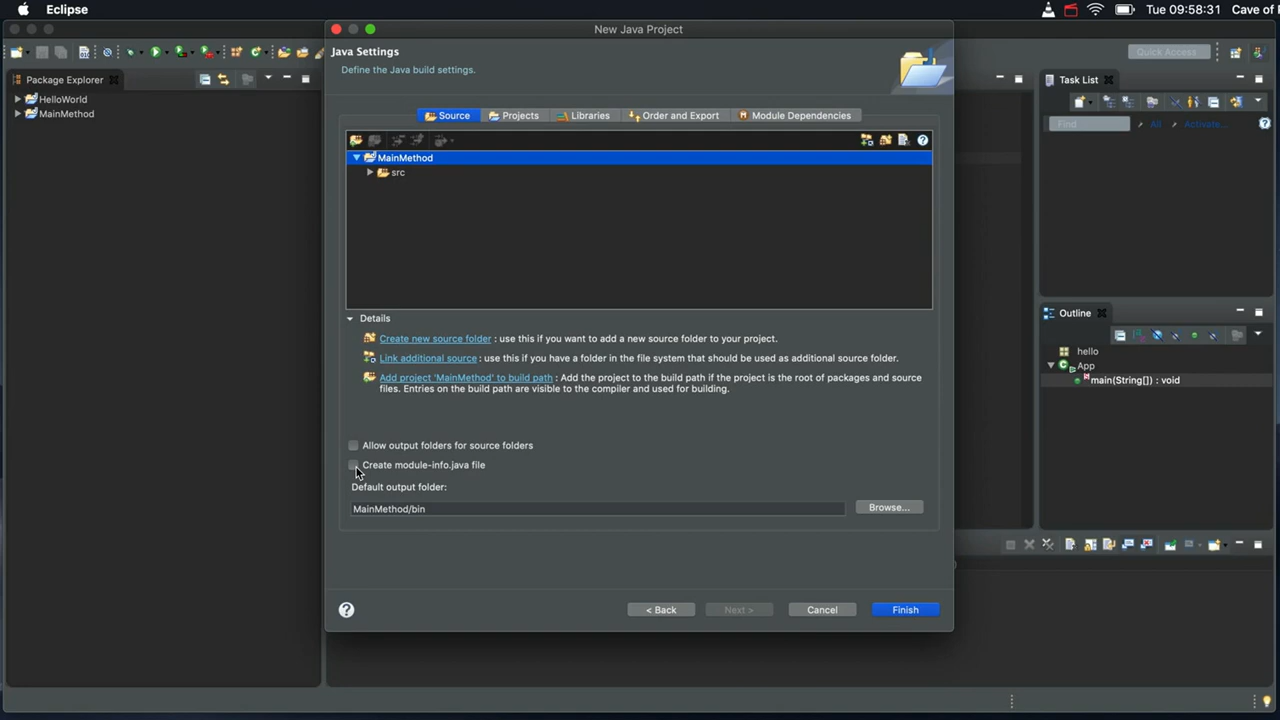 Eclipse
Tue 09:58:31
Cave of
New Java Project
Java Settings
Define the Java build settings.
Quick Access
Package Explorer
HelloWorld
MainMethod
Source
Projects
Libraries
Order and Export
Module Dependencies
MainMethod
src
Details
Create new source folder : use this if you want to add a new source folder to your project.
Link additional source : use this if you have a folder in the file system that should be used as additional source folder.
Add project 'MainMethod' to build path : Add the project to the build path if the project is the root of packages and source
files. Entries on the build path are visible to the compiler and used for building.
Allow output folders for source folders
Create module-info.java file
Default output folder:
MainMethod/bin
Browse...
< Back
Next >
Cancel
Finish
Task List
Find
All
Activate...
Outline
hello
App
main(String[]) : void